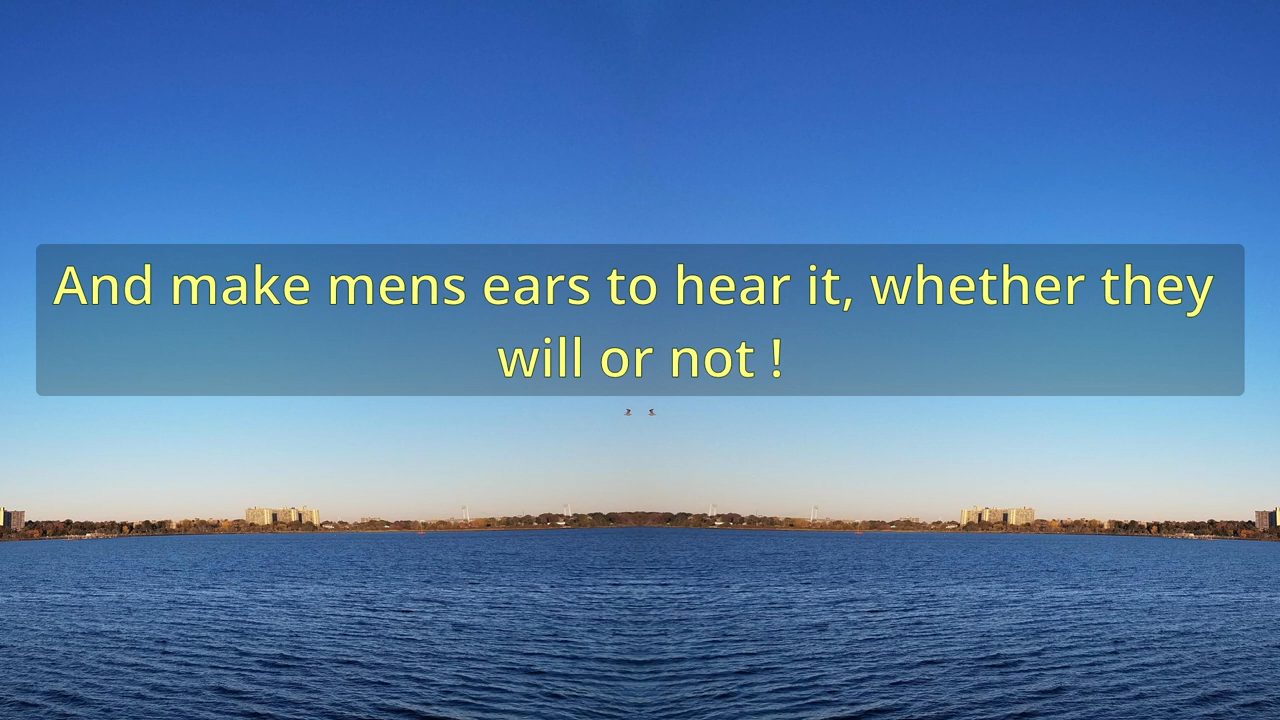 And make mens ears to hear it, whether they
will or not !